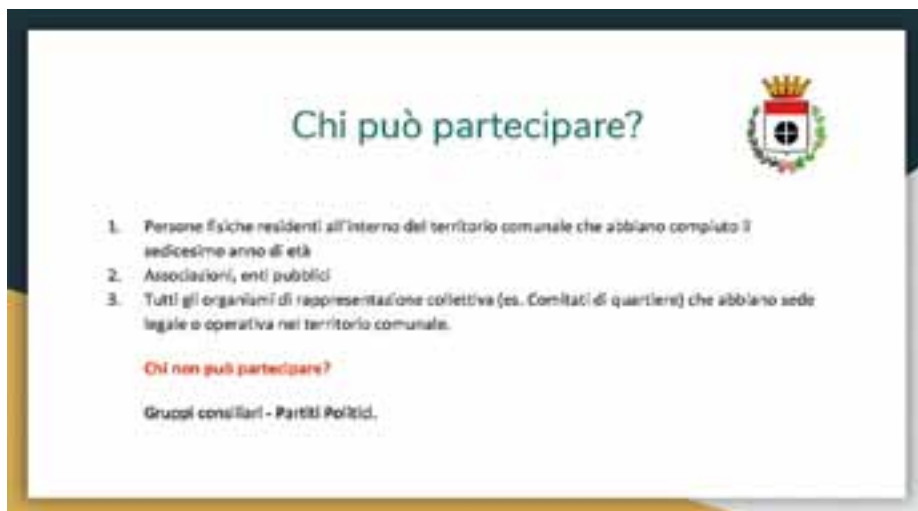 Chi può partecipare?
1. Persone fisiche residenti all'interno del territorio comunale che abbiano compiuto il
sedicesimo anno di età
2. Associazioni, enti pubblici
3. Tutti gli organismi di rappresentazione collettiva (es. Comitati di quartiere) che abbiano sede
legale o operativa nel territorio comunale.
Chi non può partecipare?
Gruppi consiliari - Partiti Politici.